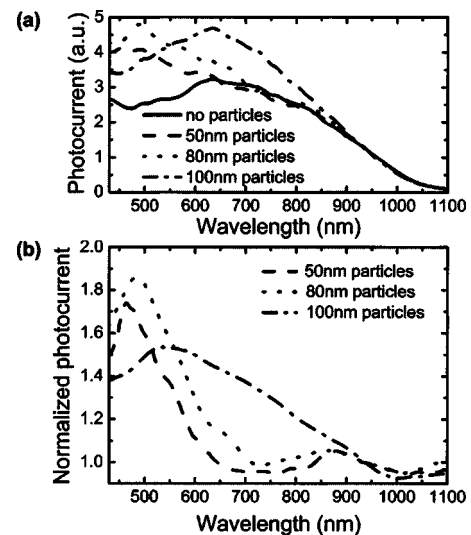 (a)
Photocurrent (a.u.)
5
4
3
2
1
0
no particles
50nm particles
80nm particles
100nm particles
500 600 700 800 900 1000 1100
Wavelength (nm)
(b)
Normalized photocurrent
2.0
1.8
1.6
1.4
1.2
1.0
50nm particles
80nm particles
100nm particles
500 600 700 800 900 1000 1100
Wavelength (nm)